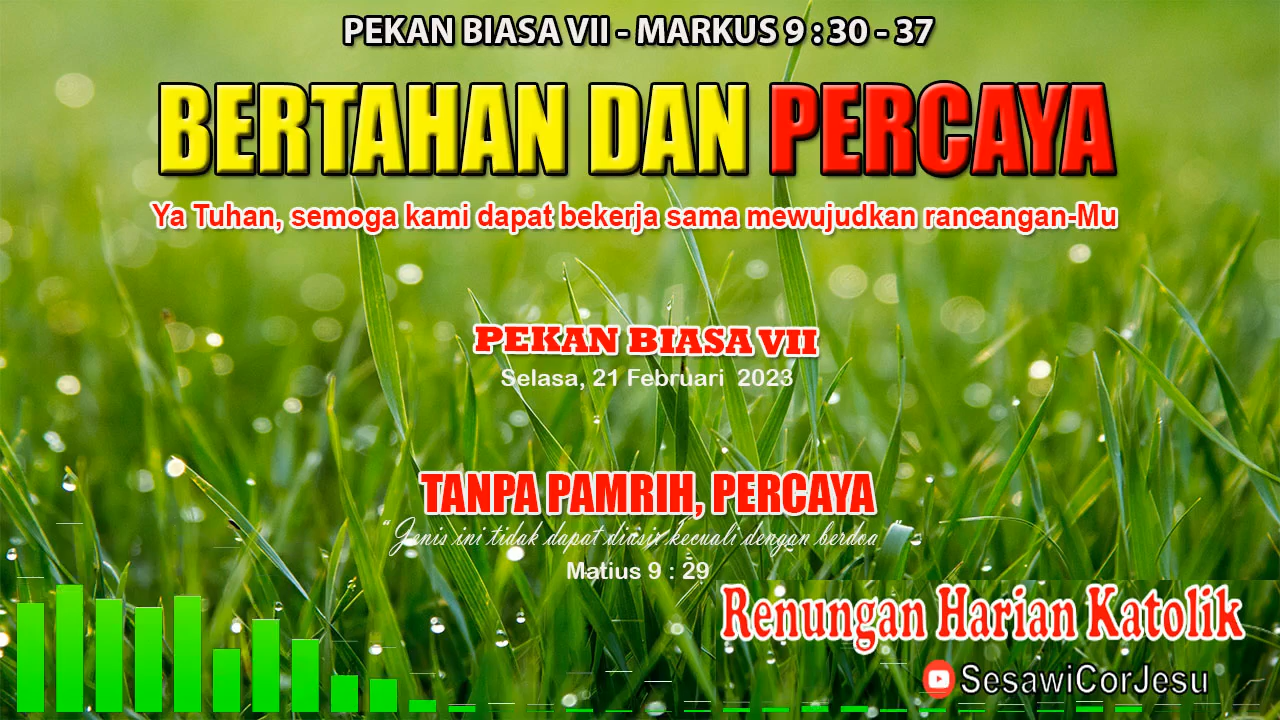 PEKAN BIASA VII - MARKUS 9 : 30 - 37
BERTAHAN DAN PERCAYA
Ya Tuhan, semoga kami dapat bekerja sama mewujudkan rancangan-Mu
PEKAN BIASA VII
Selasa, 21 Februari 2023
TANPA PAMRIH, PERCAYA
“ Jenis ini tidak dapat diusir kecuali dengan berdoa ”
Matius 9 : 29
Renungan Harian Katolik
SesawiCorJesu